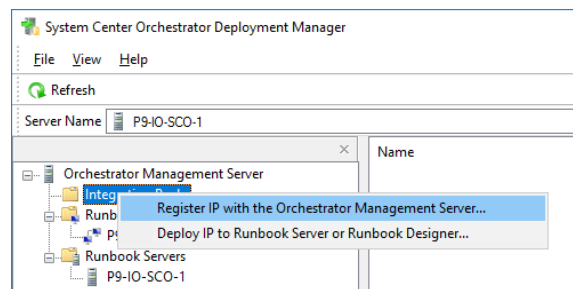 System Center Orchestrator Deployment Manager
File View Help
Refresh
Server Name P9-IO-SCO-1
Name
Orchestrator Management Server
Register IP with the Orchestrator Management Server...
Deploy IP to Runbook Server or Runbook Designer...
Runbook Servers
P9-IO-SCO-1